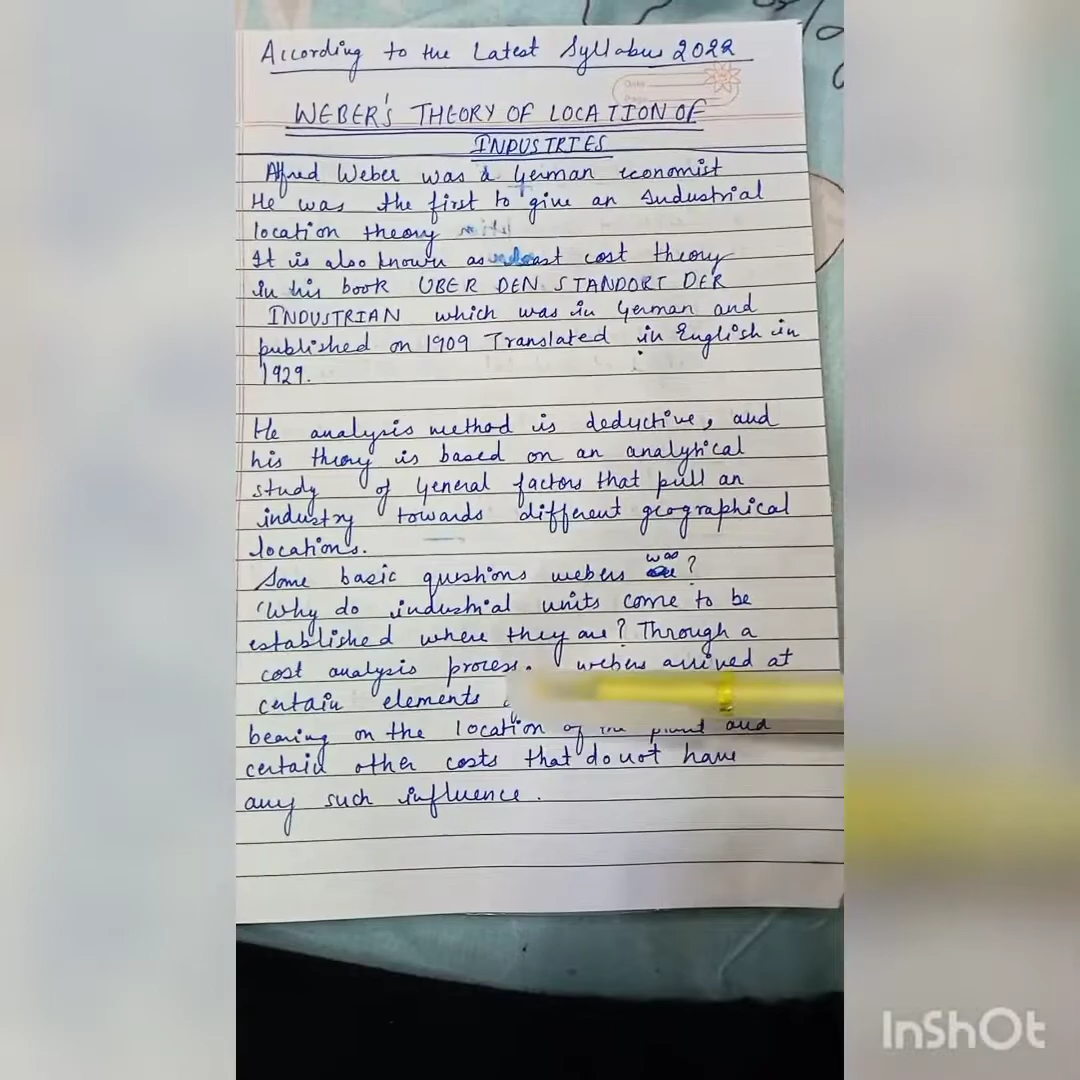 According to the Latest Syllabus 2022
WEBER'S THEORY OF LOCATION OF
INDUSTRIES
Alfred Weber was a German economist
He was the first to give an Industrial
location theory
It is also known as least cost theory
in his book UBER DEN STANDORT DER
INDUSTRIAN which was in German and
published on 1909 Translated in English in
1929.
He analysis method is deductive, and
his theory is based on an analytical
study of General factors that pull an
industry towards different geographical
locations.
Some basic questions webers was ?
'Why do industrial units come to be
established where they are? Through a
cost analysis process. webers arrived at
certain elements
bearing on the location of the plant and
certain other costs that do not have
any such influence.
InShOt